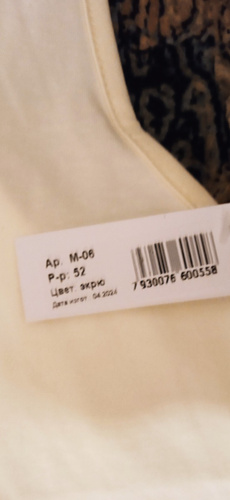 Ар. М-06
Р-р: 52
Цвет: экрю
Дата изгот. 04.2024
7 930076 600558